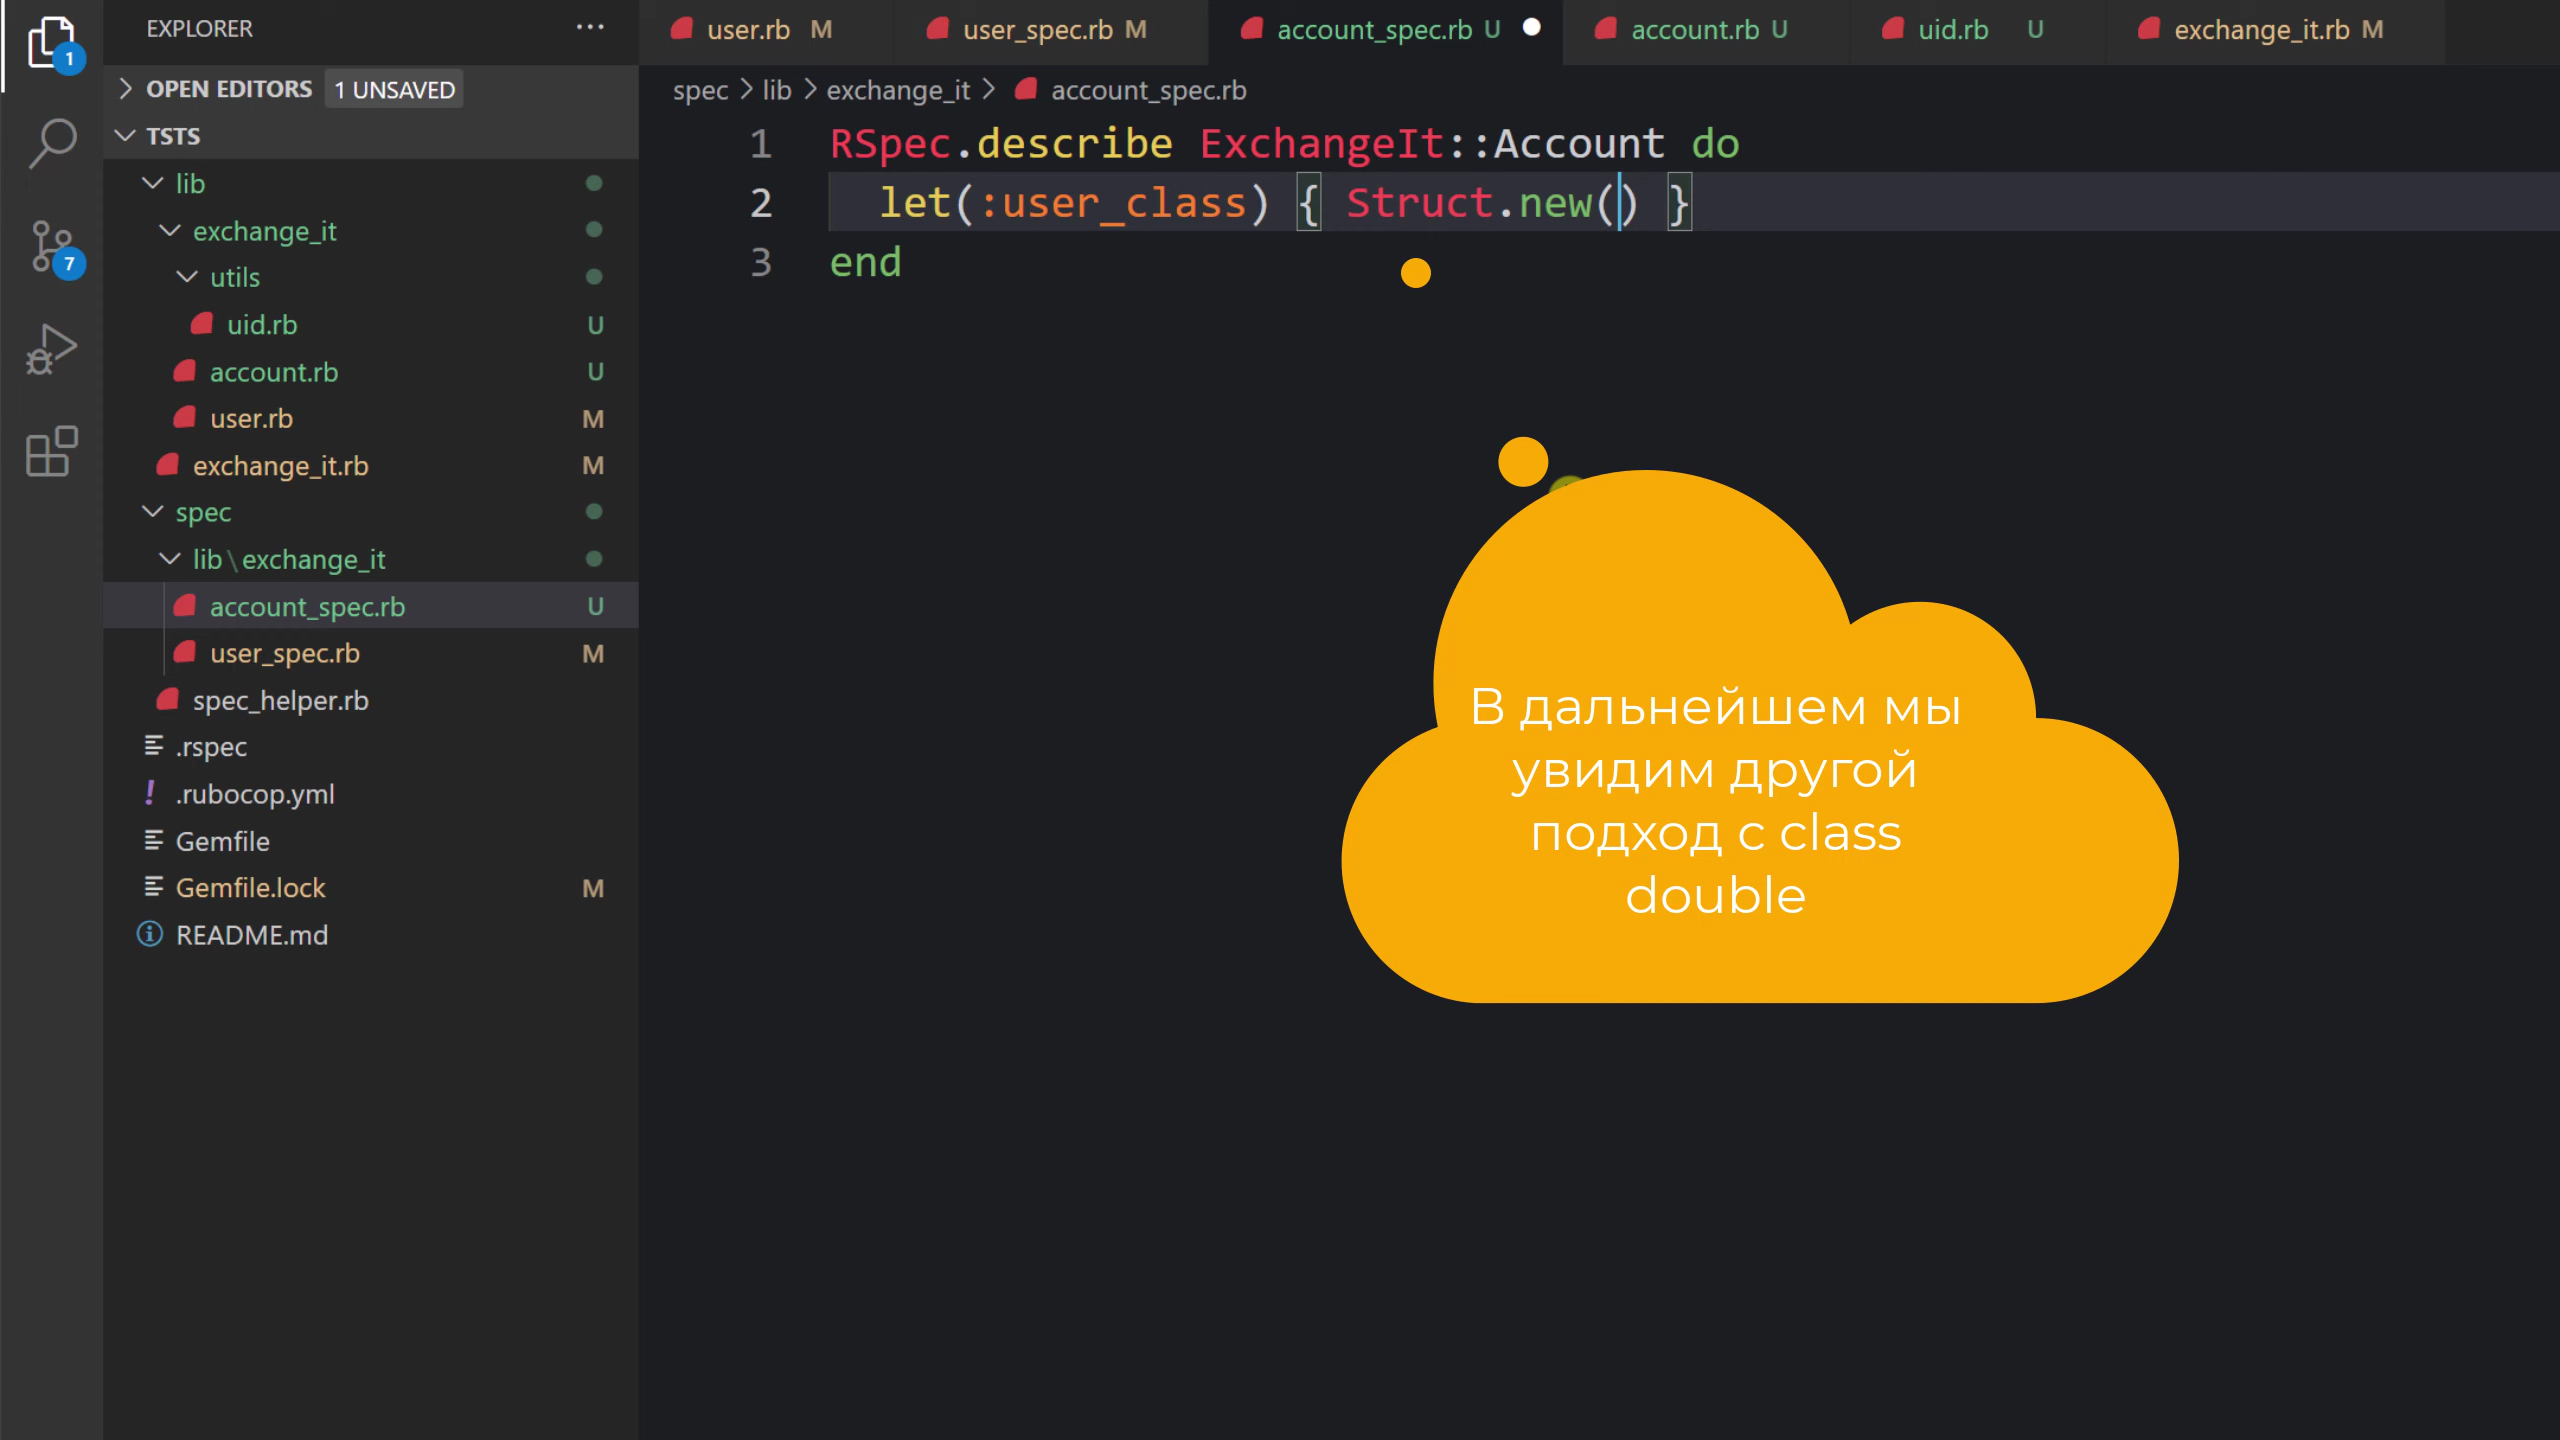 EXPLORER ...
1
OPEN EDITORS 1 UNSAVED
TSTS
lib
exchange_it
utils
uid.rb U
account.rb U
user.rb M
exchange_it.rb M
spec
lib\exchange_it
account_spec.rb U
user_spec.rb M
spec_helper.rb
.rspec
! .rubocop.yml
Gemfile
Gemfile.lock M
README.md
7
user.rb M user_spec.rb M account_spec.rb U account.rb U uid.rb U exchange_it.rb M
spec > lib > exchange_it > account_spec.rb
1 RSpec.describe ExchangeIt::Account do
2 let(:user_class) { Struct.new() }
3 end
В дальнейшем мы
увидим другой
подход с class
double